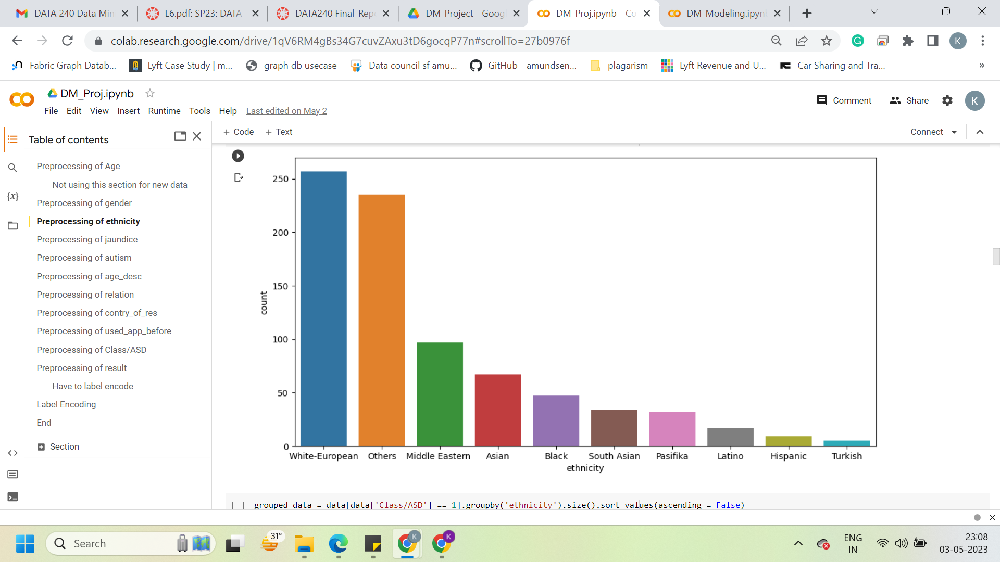 DATA 240 Data Min
L6.pdf: SP23: DATA-
DATA240 Final_Rep
DM-Project - Goog
DM_Proj.ipynb - Co
DM-Modeling.ipynb
colab.research.google.com/drive/1qV6RM4gBs34G7cuvZAxu3tD6gocqP77n#scrollTo=27b0976f
K
Fabric Graph Datab...
Lyft Case Study | m...
graph db usecase
Data council sf amu...
GitHub - amundsen...
plagarism
Lyft Revenue and U...
Car Sharing and Tra...
»
DM_Proj.ipynb
File Edit View Insert Runtime Tools Help Last edited on May 2
Comment
Share
K
Table of contents
+ Code + Text
Connect
Preprocessing of Age
Not using this section for new data
{x}
Preprocessing of gender
Preprocessing of ethnicity
Preprocessing of jaundice
Preprocessing of autism
Preprocessing of age_desc
Preprocessing of relation
Preprocessing of contry_of_res
Preprocessing of used_app_before
Preprocessing of Class/ASD
Preprocessing of result
Have to label encode
Label Encoding
End
Section
250
200
150
100
50
0
count
White-European Others Middle Eastern Asian Black South Asian Pasifika Latino Hispanic Turkish
ethnicity
[ ] grouped_data = data[data['Class/ASD'] == 1].groupby('ethnicity').size().sort_values(ascending = False)
Search
31°
K
K
ENG
IN
23:08
03-05-2023